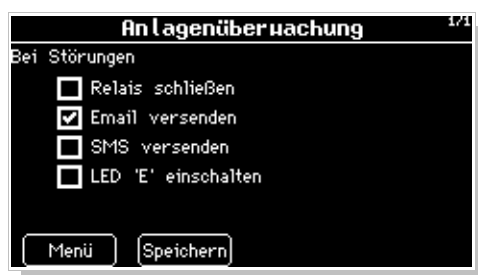 Anlagenüberwachung 1/1
Bei Störungen
Relais schließen
Email versenden
SMS versenden
LED 'E' einschalten
Menü Speichern